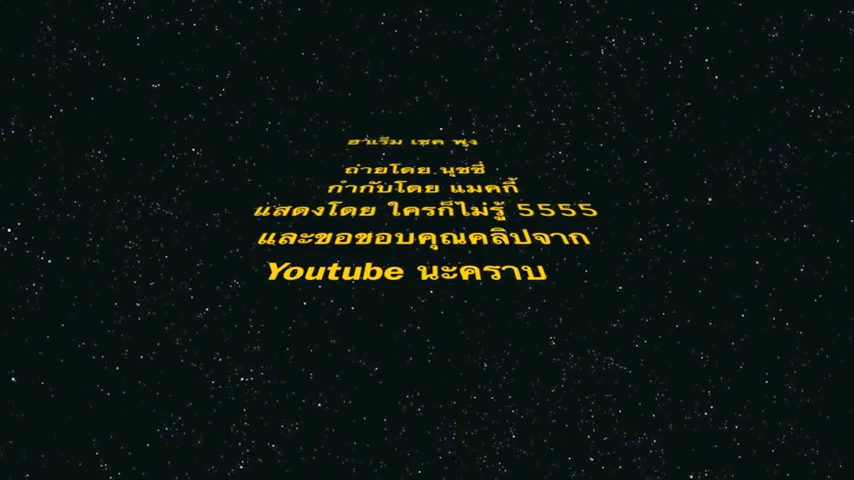 ฮาเร็ม เชค พุง
ถ่ายโดย นุชชี่
กำกับโดย แมคกี้
แสดงโดย ใครก็ไม่รู้ 5555
และขอขอบคุณคลิปจาก
Youtube นะคราบ